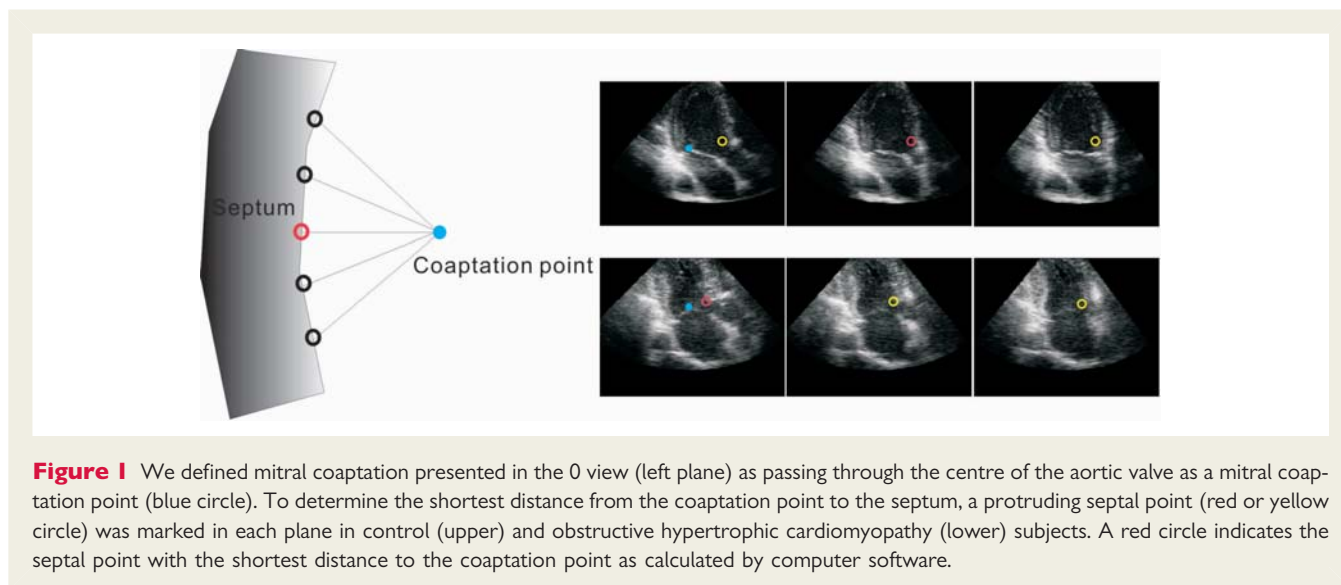 Septum
Coaptation point
Figure 1 We defined mitral coaptation presented in the 0 view (left plane) as passing through the centre of the aortic valve as a mitral coap-
tation point (blue circle). To determine the shortest distance from the coaptation point to the septum, a protruding septal point (red or yellow
circle) was marked in each plane in control (upper) and obstructive hypertrophic cardiomyopathy (lower) subjects. A red circle indicates the
septal point with the shortest distance to the coaptation point as calculated by computer software.